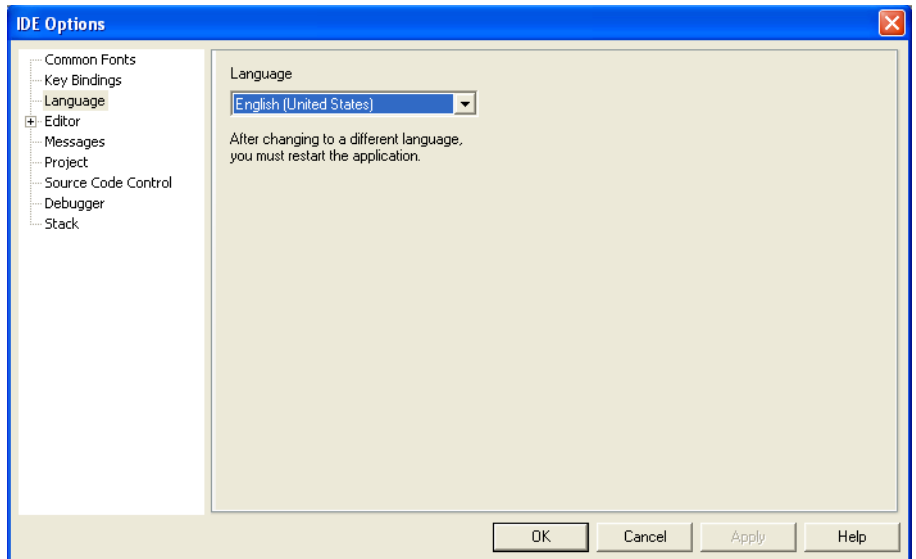 IDE Options
Common Fonts
Key Bindings
Language
Editor
Messages
Project
Source Code Control
Debugger
Stack
Language
English (United States)
After changing to a different language,
you must restart the application.
OK
Cancel
Apply
Help